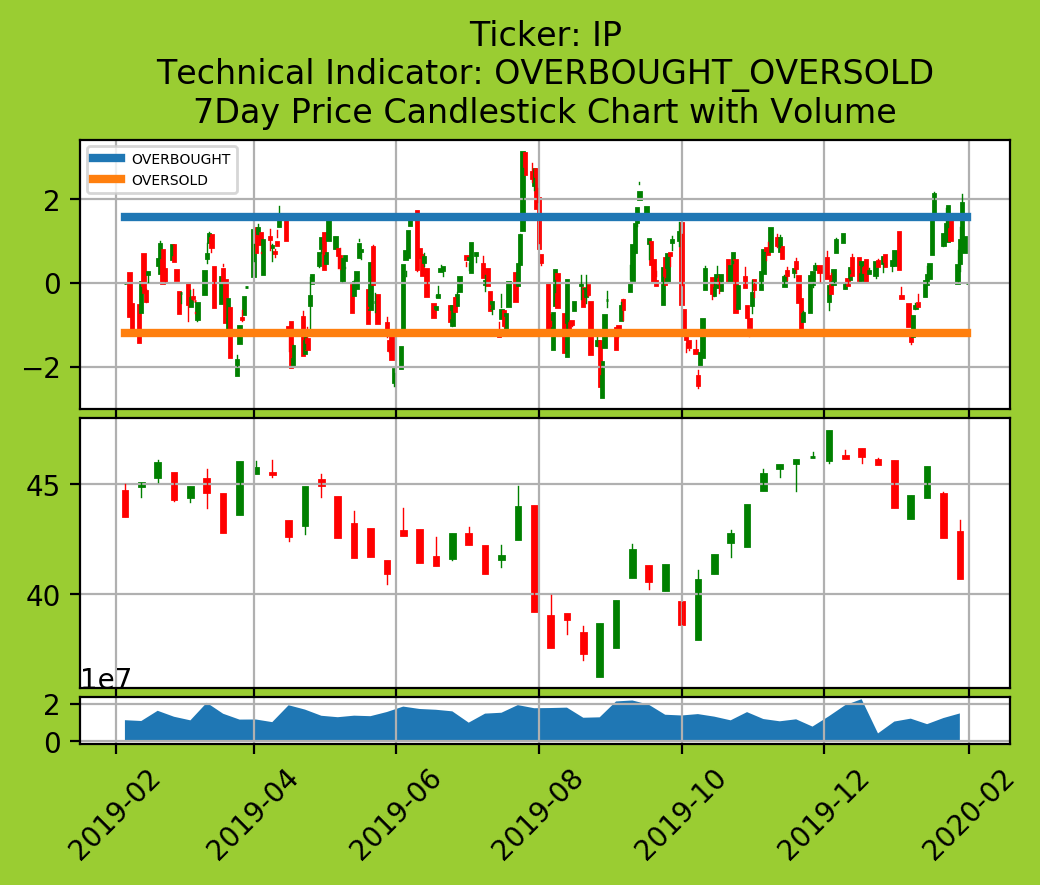 Ticker: IP
Technical Indicator: OVERBOUGHT_OVERSOLD
7Day Price Candlestick Chart with Volume
OVERBOUGHT
OVERSOLD
2
0
−2
45
40
1e7
2
0
2019-02
2019-04
2019-06
2019-08
2019-10
2019-12
2020-02